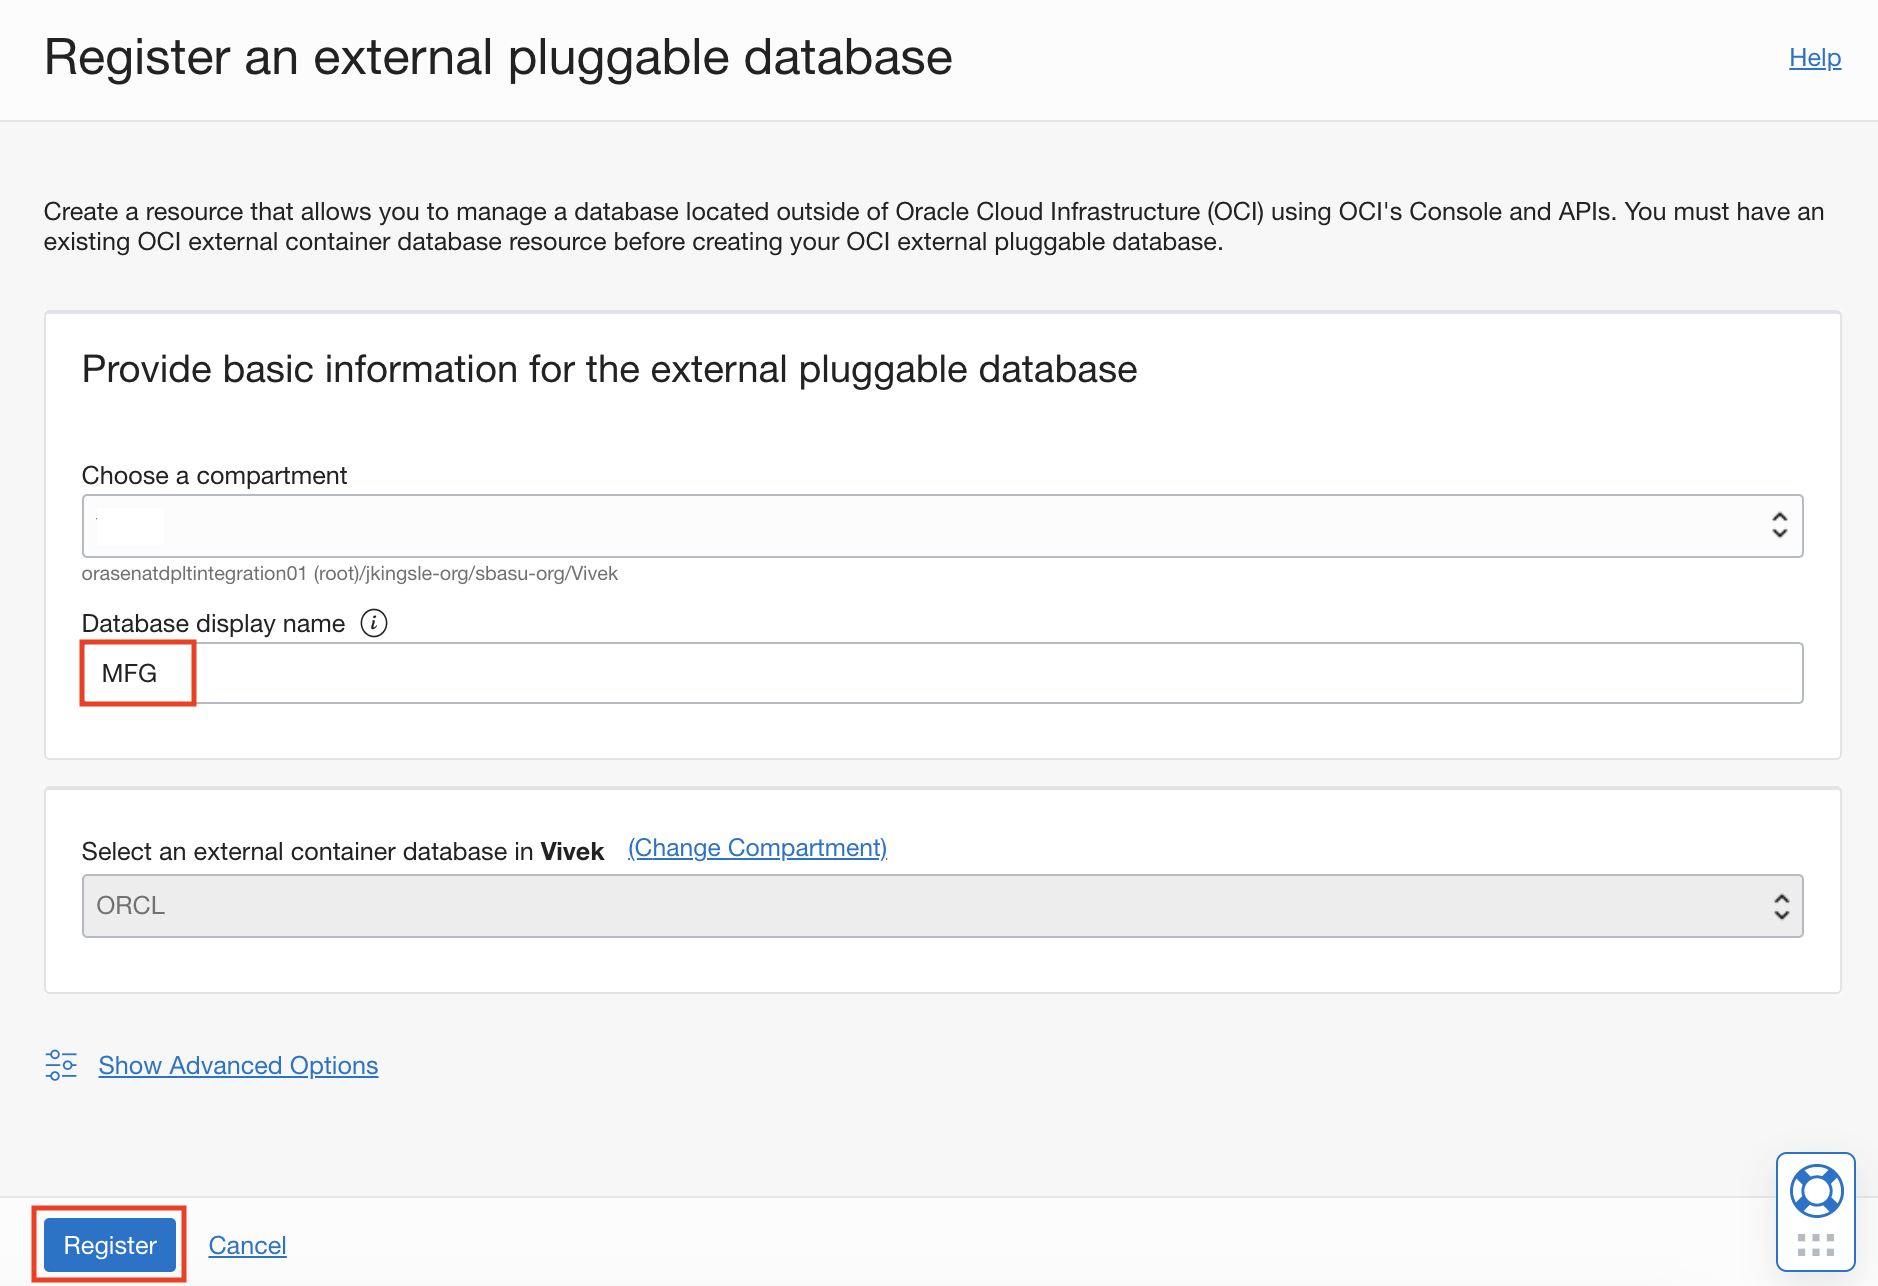 Register an external pluggable database
Help
Create a resource that allows you to manage a database located outside of Oracle Cloud Infrastructure (OCI) using OCI's Console and APIs. You must have an
existing OCI external container database resource before creating your OCI external pluggable database.
Provide basic information for the external pluggable database
Choose a compartment
orasenatdpltintegration01 (root)/jkingsle-org/sbasu-org/Vivek
Database display name
MFG
Select an external container database in Vivek (Change Compartment)
ORCL
Show Advanced Options
Register
Cancel